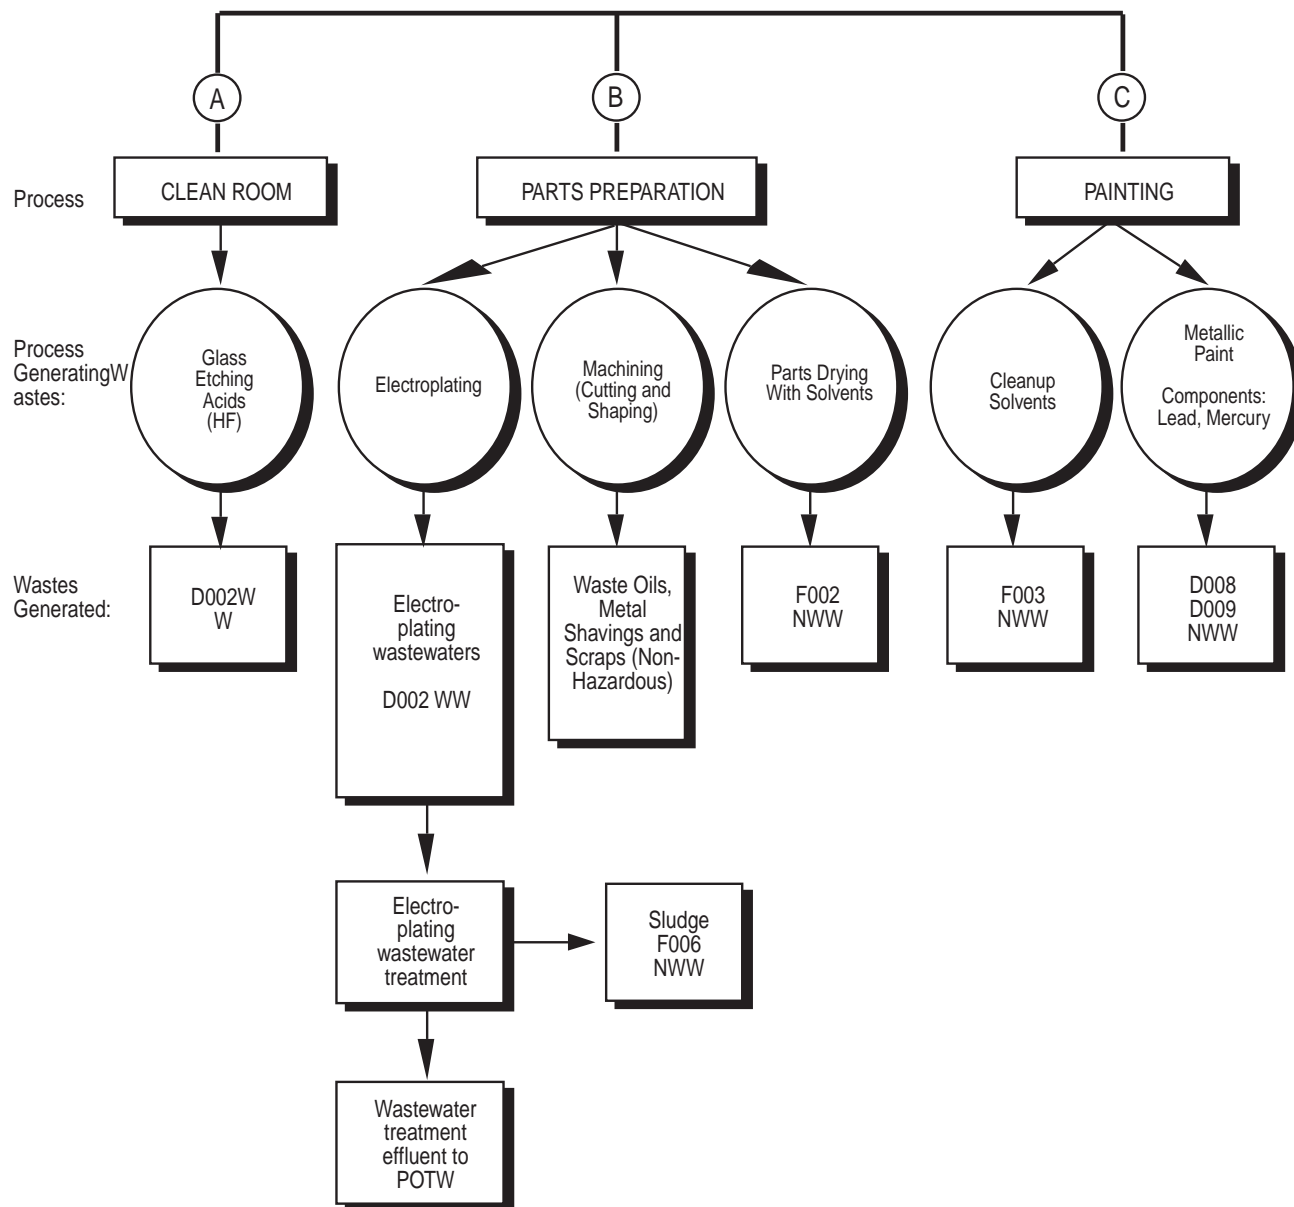 A
B
C
Process
CLEAN ROOM
PARTS PREPARATION
PAINTING
Process
GeneratingW
astes:
Glass
Etching
Acids
(HF)
Electroplating
Machining
(Cutting and
Shaping)
Parts Drying
With Solvents
Cleanup
Solvents
Metallic
Paint
Components:
Lead, Mercury
Wastes
Generated:
D002W
W
Electro-
plating
wastewaters
D002 WW
Waste Oils,
Metal
Shavings and
Scraps (Non-
Hazardous)
F002
NWW
F003
NWW
D008
D009
NWW
Electro-
plating
wastewater
treatment
Sludge
F006
NWW
Wastewater
treatment
effluent to
POTW